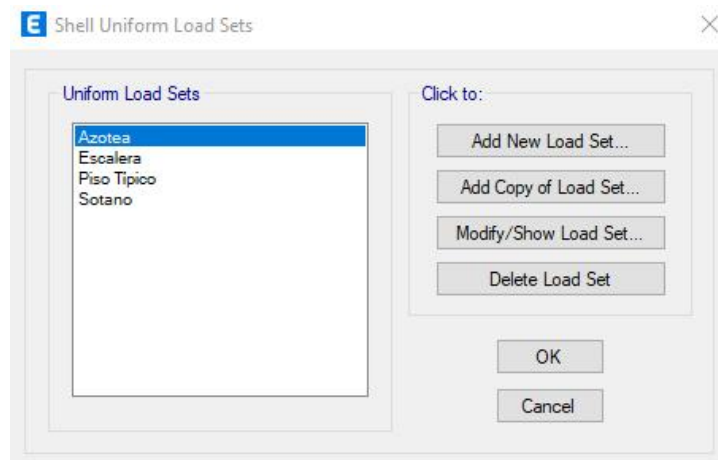 E Shell Uniform Load Sets
Uniform Load Sets
Azotea
Escalera
Piso Tipico
Sotano
Click to:
Add New Load Set...
Add Copy of Load Set...
Modify/Show Load Set...
Delete Load Set
OK
Cancel